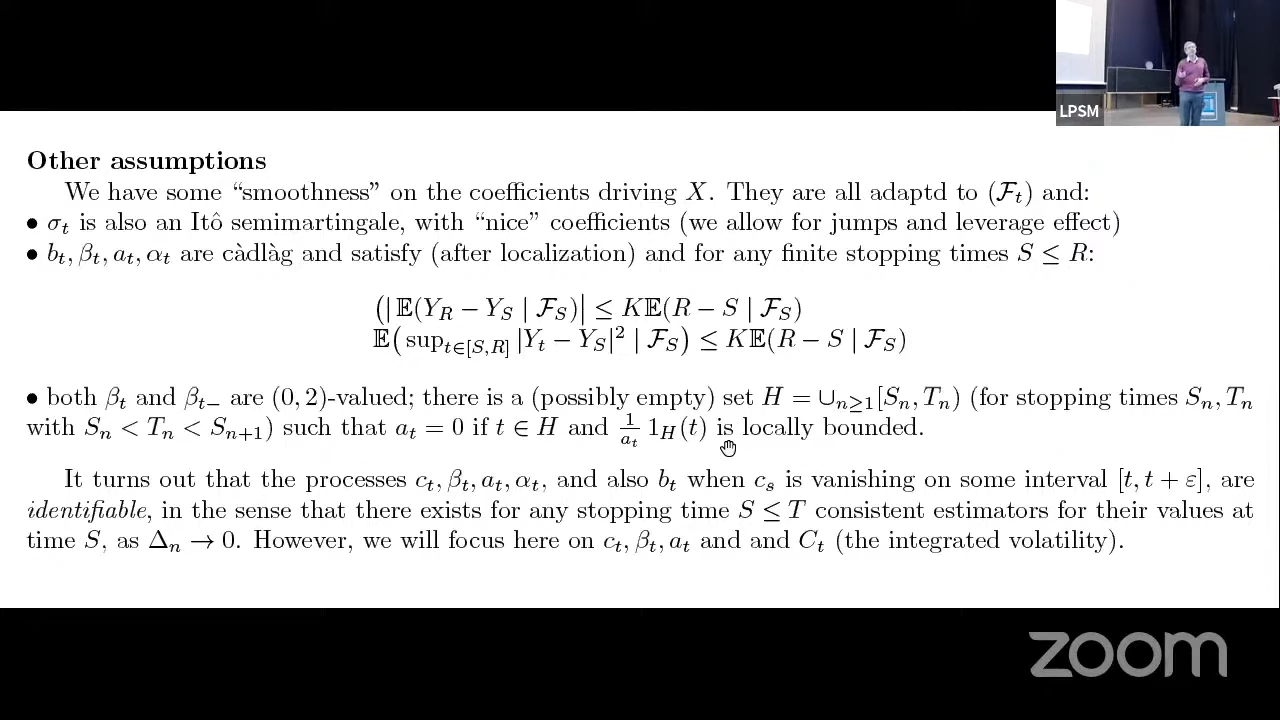 LPSM
Other assumptions
We have some “smoothness” on the coefficients driving X. They are all adaptd to (ℱ_t) and:
• σ_t is also an Itô semimartingale, with “nice” coefficients (we allow for jumps and leverage effect)
• b_t, β_t, a_t, α_t are càdlàg and satisfy (after localization) and for any finite stopping times S ≤ R:
(| 𝔼(Y_R − Y_S | ℱ_S)| ≤ K𝔼(R − S | ℱ_S)
𝔼(sup_{t∈[S,R]} |Y_t − Y_S|² | ℱ_S) ≤ K𝔼(R − S | ℱ_S)
• both β_t and β_{t−} are (0, 2)-valued; there is a (possibly empty) set H = ∪_{n≥1}[S_n, T_n) (for stopping times S_n, T_n
with S_n < T_n < S_{n+1}) such that a_t = 0 if t ∈ H and 1/a_t 1_H(t) is locally bounded.
It turns out that the processes c_t, β_t, a_t, α_t, and also b_t when c_s is vanishing on some interval [t, t + ε], are
identifiable, in the sense that there exists for any stopping time S ≤ T consistent estimators for their values at
time S, as Δ_n → 0. However, we will focus here on c_t, β_t, a_t and and C_t (the integrated volatility).
zoom